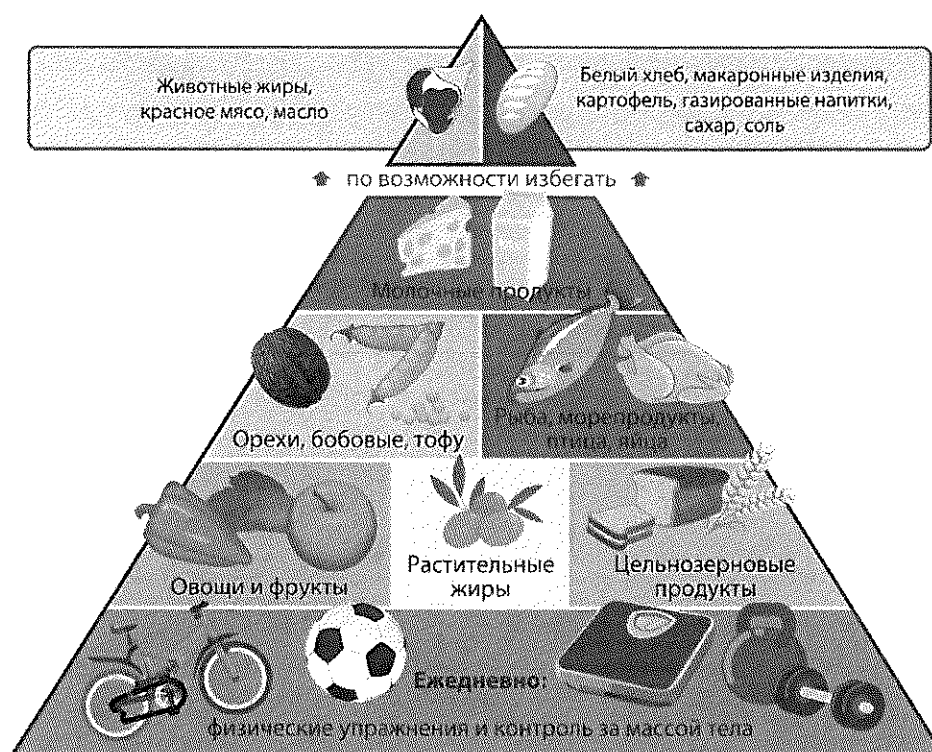 Животные жиры,
красное мясо, масло
Белый хлеб, макаронные изделия,
картофель, газированные напитки,
сахар, соль
по возможности избегать
Молочные продукты
Орехи, бобовые, тофу
Рыба, морепродукты,
птица, яйца
Овощи и фрукты
Растительные
жиры
Цельнозерновые
продукты
Ежедневно:
физические упражнения и контроль за массой тела